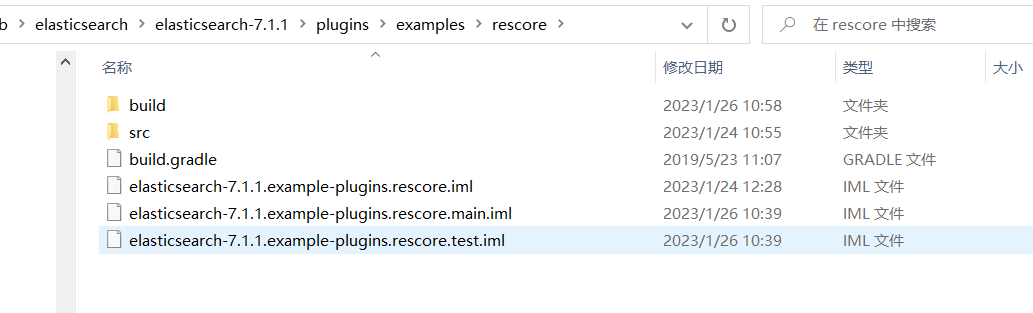 b > elasticsearch > elasticsearch-7.1.1 > plugins > examples > rescore > 在 rescore 中搜索
名称 修改日期 类型 大小
build 2023/1/26 10:58 文件夹
src 2023/1/24 10:55 文件夹
build.gradle 2019/5/23 11:07 GRADLE 文件
elasticsearch-7.1.1.example-plugins.rescore.iml 2023/1/24 12:28 IML 文件
elasticsearch-7.1.1.example-plugins.rescore.main.iml 2023/1/26 10:39 IML 文件
elasticsearch-7.1.1.example-plugins.rescore.test.iml 2023/1/26 10:39 IML 文件